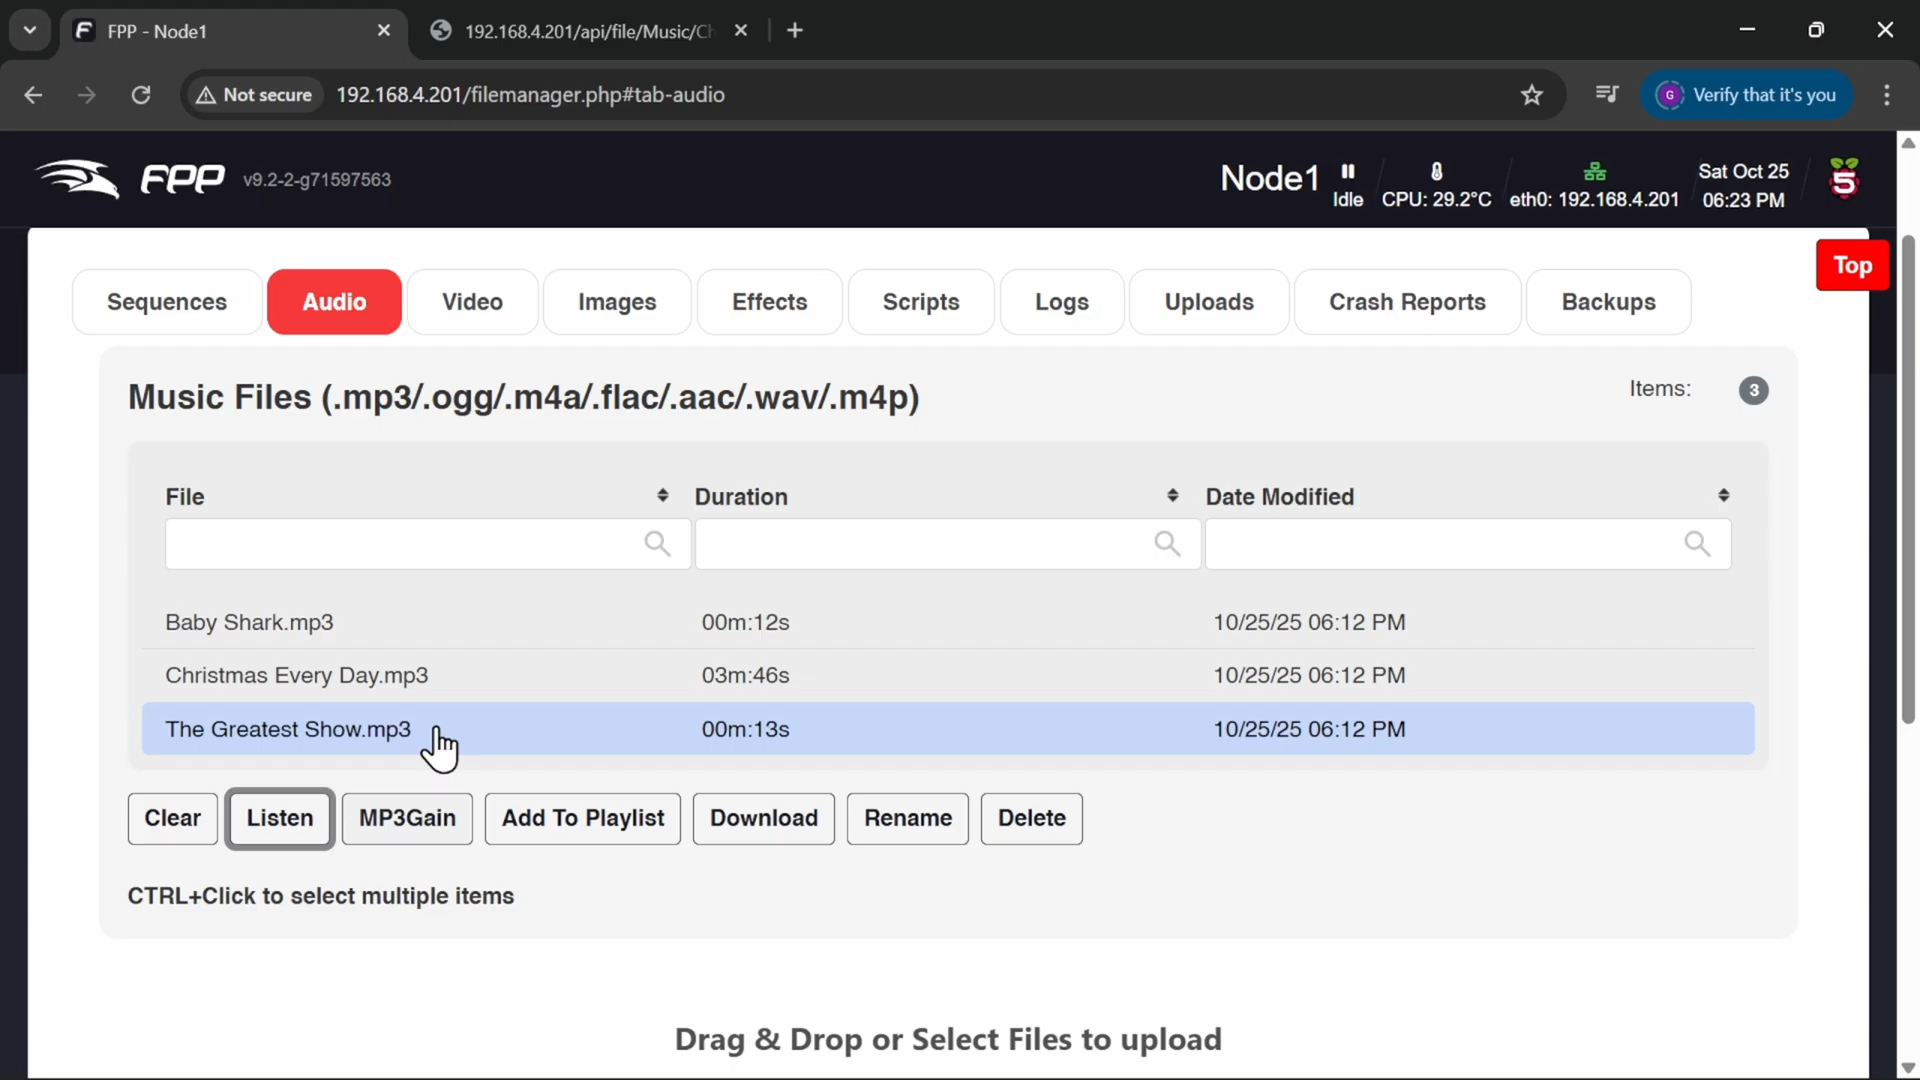 FPP - Node1
192.168.4.201/api/file/Music/Ch
Not secure
192.168.4.201/filemanager.php#tab-audio
G
Verify that it's you
FPP
v9.2-2-g71597563
Node1
Idle
CPU: 29.2°C
eth0: 192.168.4.201
Sat Oct 25
06:23 PM
5
Top
Sequences
Audio
Video
Images
Effects
Scripts
Logs
Uploads
Crash Reports
Backups
Music Files (.mp3/.ogg/.m4a/.flac/.aac/.wav/.m4p)
Items: 3
File
Duration
Date Modified
Baby Shark.mp3 00m:12s 10/25/25 06:12 PM
Christmas Every Day.mp3 03m:46s 10/25/25 06:12 PM
The Greatest Show.mp3 00m:13s 10/25/25 06:12 PM
Clear
Listen
MP3Gain
Add To Playlist
Download
Rename
Delete
CTRL+Click to select multiple items
Drag & Drop or Select Files to upload